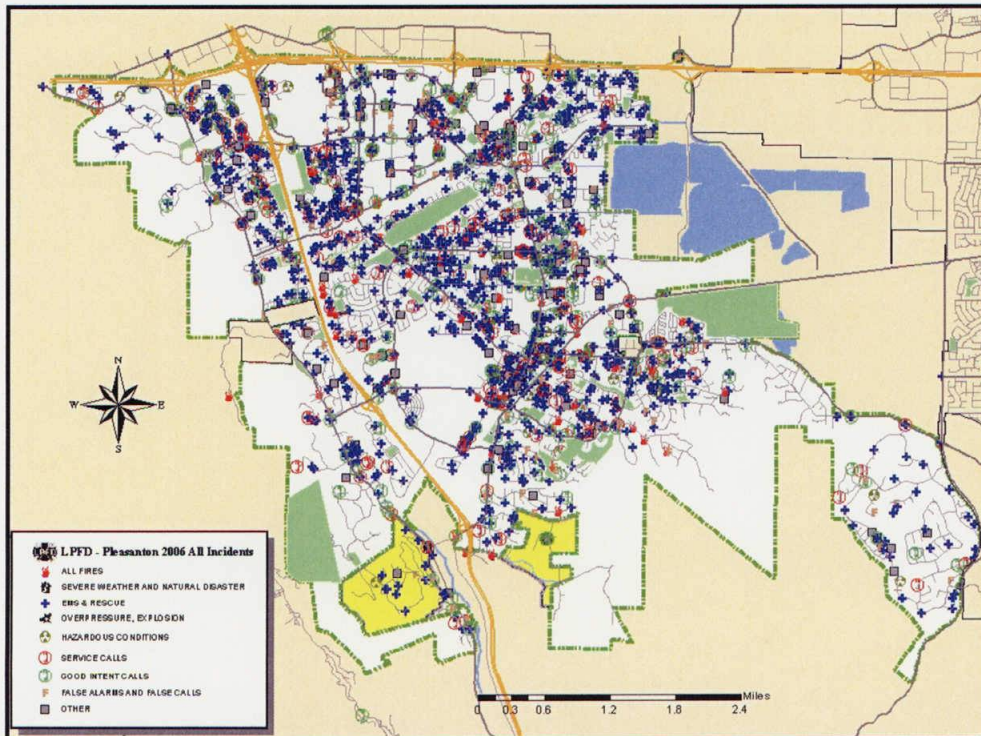 N
W E
S
LPFD - Pleasanton 2006 All Incidents
ALL FIRES
SEVERE WEATHER AND NATURAL DISASTER
EMS & RESCUE
OVERPRESSURE, EXPLOSION
HAZARDOUS CONDITIONS
SERVICE CALLS
GOOD INTENT CALLS
F FALSE ALARMS AND FALSE CALLS
OTHER
Miles
0 0.3 0.6 1.2 1.8 2.4